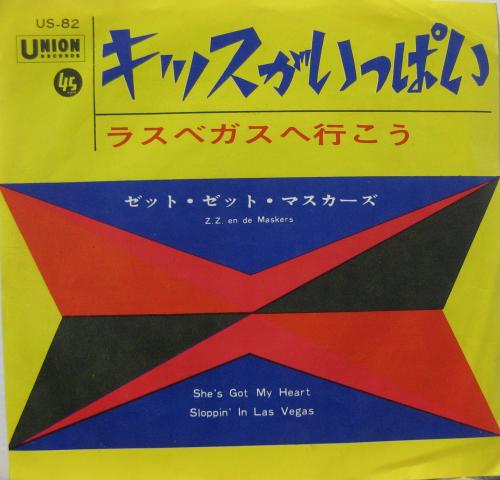 US-82
UNION
RECORDS
45
キッスがいっぱい
ラスベガスへ行こう
ゼット・ゼット・マスカーズ
Z.Z. en de Maskers
She's Got My Heart
Sloppin' In Las Vegas